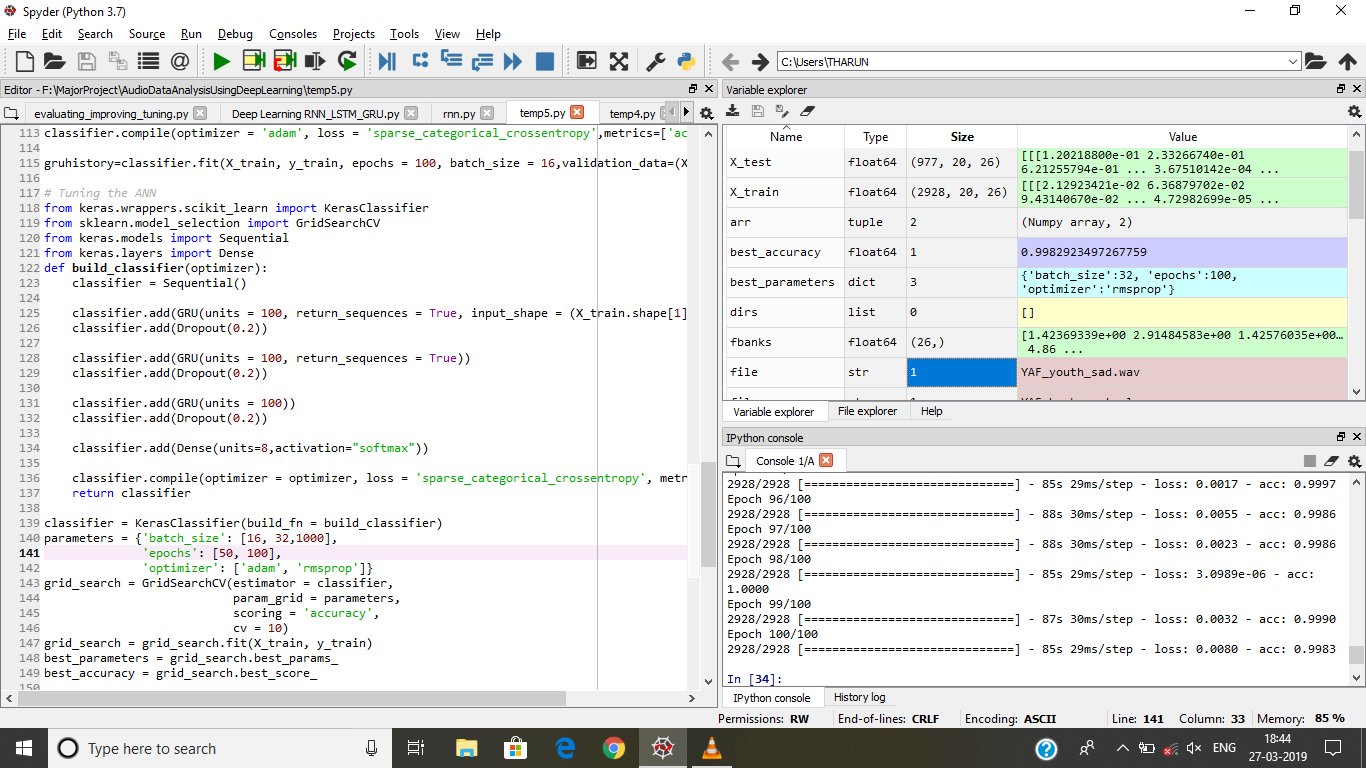 Spyder (Python 3.7)
File Edit Search Source Run Debug Consoles Projects Tools View Help
C:\Users\THARUN
Editor - F:\MajorProject\AudioDataAnalysisUsingDeepLearning\temp5.py
evaluating_improving_tuning.py Deep Learning RNN_LSTM_GRU.py rnn.py temp5.py temp4.py
113 classifier.compile(optimizer = 'adam', loss = 'sparse_categorical_crossentropy',metrics=['ac
114
115 gruhistory=classifier.fit(X_train, y_train, epochs = 100, batch_size = 16,validation_data=(X
116
117 # Tuning the ANN
118 from keras.wrappers.scikit_learn import KerasClassifier
119 from sklearn.model_selection import GridSearchCV
120 from keras.models import Sequential
121 from keras.layers import Dense
122 def build_classifier(optimizer):
123     classifier = Sequential()
124
125     classifier.add(GRU(units = 100, return_sequences = True, input_shape = (X_train.shape[1]
126     classifier.add(Dropout(0.2))
127
128     classifier.add(GRU(units = 100, return_sequences = True))
129     classifier.add(Dropout(0.2))
130
131     classifier.add(GRU(units = 100))
132     classifier.add(Dropout(0.2))
133
134     classifier.add(Dense(units=8,activation="softmax"))
135
136     classifier.compile(optimizer = optimizer, loss = 'sparse_categorical_crossentropy', metr
137     return classifier
138
139 classifier = KerasClassifier(build_fn = build_classifier)
140 parameters = {'batch_size': [16, 32,1000],
141               'epochs': [50, 100],
142               'optimizer': ['adam', 'rmsprop']}
143 grid_search = GridSearchCV(estimator = classifier,
144                            param_grid = parameters,
145                            scoring = 'accuracy',
146                            cv = 10)
147 grid_search = grid_search.fit(X_train, y_train)
148 best_parameters = grid_search.best_params_
149 best_accuracy = grid_search.best_score_
150
Variable explorer
Name Type Size Value
X_test float64 (977, 20, 26) [[[1.20218800e-01 2.33266740e-01
6.21255794e-01 ... 3.67510142e-04 ...
X_train float64 (2928, 20, 26) [[[2.12923421e-02 6.36879702e-02
9.43140670e-02 ... 4.72982699e-05 ...
arr tuple 2 (Numpy array, 2)
best_accuracy float64 1 0.9982923497267759
best_parameters dict 3 {'batch_size':32, 'epochs':100,
'optimizer':'rmsprop'}
dirs list 0 []
fbanks float64 (26,) [1.42369339e+00 2.91484583e+00 1.42576035e+00…
4.86 ...
file str 1 YAF_youth_sad.wav
Variable explorer File explorer Help
IPython console
Console 1/A
2928/2928 [==============================] - 85s 29ms/step - loss: 0.0017 - acc: 0.9997
Epoch 96/100
2928/2928 [==============================] - 88s 30ms/step - loss: 0.0055 - acc: 0.9986
Epoch 97/100
2928/2928 [==============================] - 88s 30ms/step - loss: 0.0023 - acc: 0.9986
Epoch 98/100
2928/2928 [==============================] - 85s 29ms/step - loss: 3.0989e-06 - acc:
1.0000
Epoch 99/100
2928/2928 [==============================] - 87s 30ms/step - loss: 0.0032 - acc: 0.9990
Epoch 100/100
2928/2928 [==============================] - 85s 29ms/step - loss: 0.0080 - acc: 0.9983
In [34]:
IPython console History log
Permissions: RW End-of-lines: CRLF Encoding: ASCII Line: 141 Column: 33 Memory: 85 %
Type here to search
ENG
18:44
27-03-2019